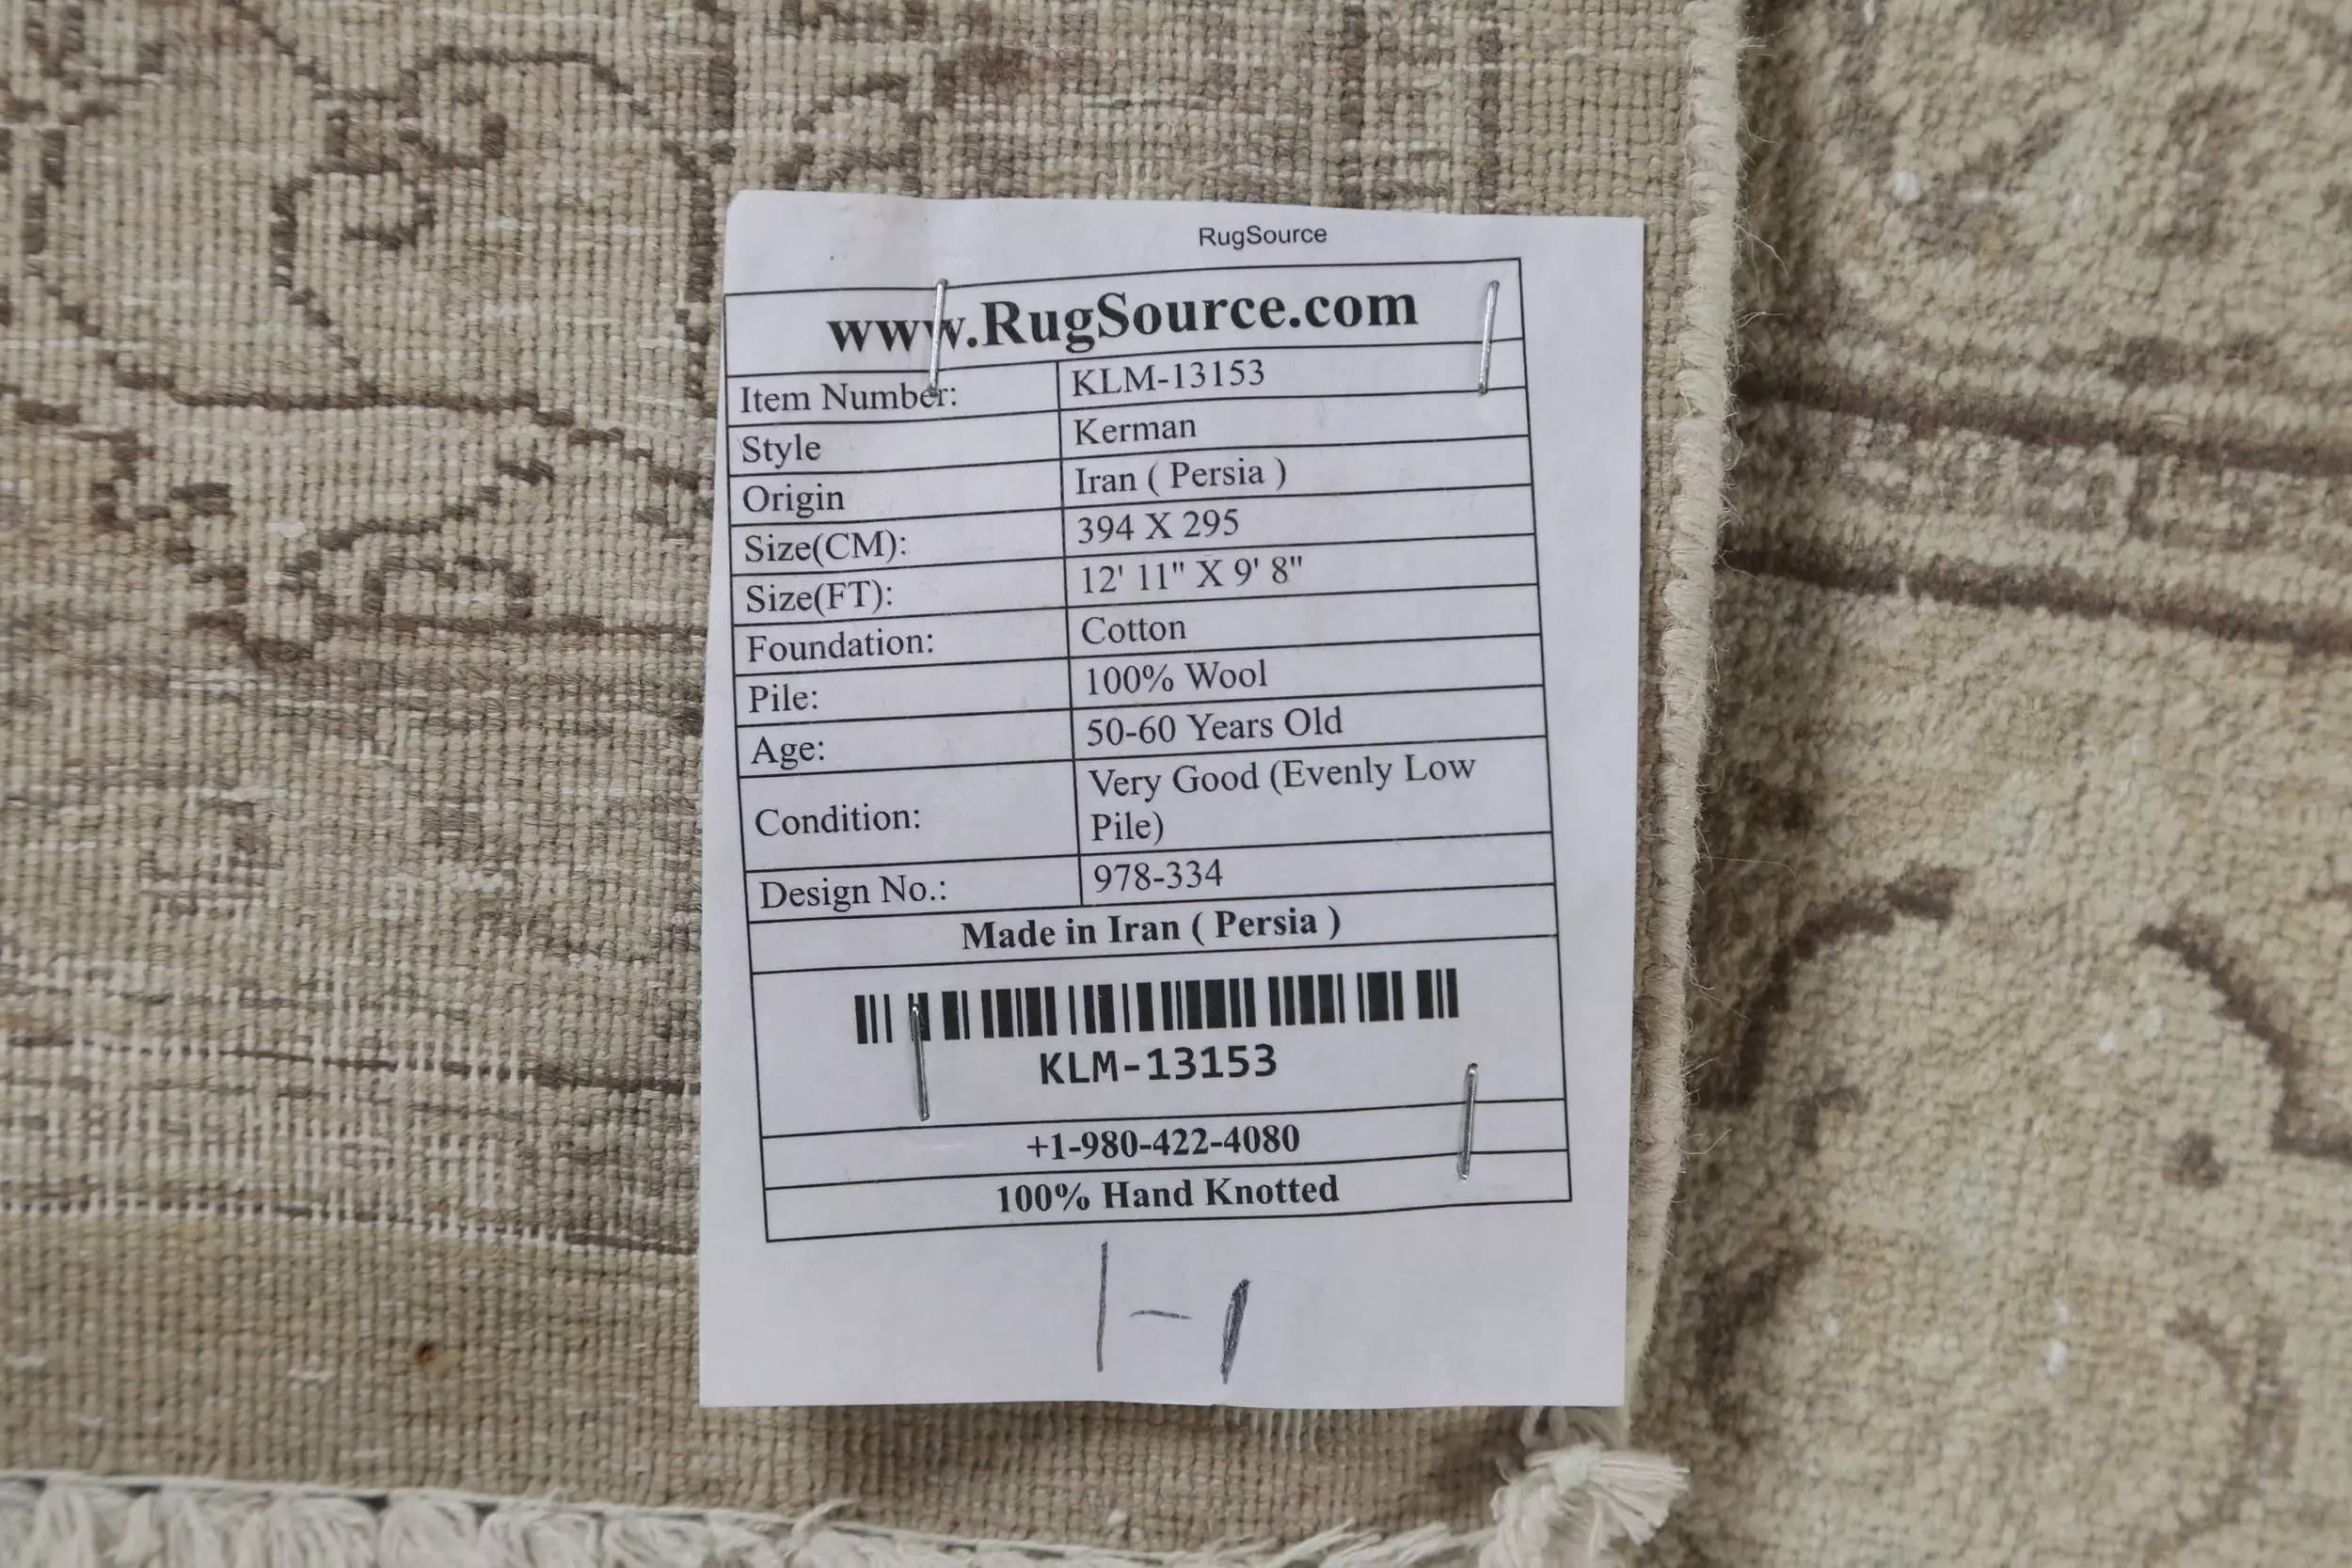 RugSource
www.RugSource.com
Item Number: KLM-13153
Style Kerman
Origin Iran ( Persia )
Size(CM): 394 X 295
Size(FT): 12' 11" X 9' 8"
Foundation: Cotton
Pile: 100% Wool
Age: 50-60 Years Old
Condition: Very Good (Evenly Low
Pile)
Design No.: 978-334
Made in Iran ( Persia )
KLM-13153
+1-980-422-4080
100% Hand Knotted
1-1